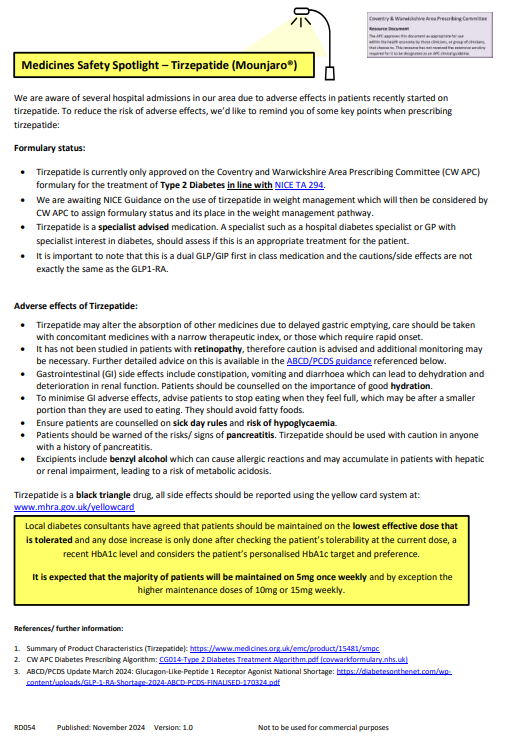 Coventry & Warwickshire Area Prescribing Committee
Resource Document
The APC approves this document as appropriate for use
within the health economy by those clinicians, or group of clinicians,
that choose to. This resource has not received the extensive scrutiny
required for it to be designated as an APC clinical guideline.
Medicines Safety Spotlight – Tirzepatide (Mounjaro®)
We are aware of several hospital admissions in our area due to adverse effects in patients recently started on
tirzepatide. To reduce the risk of adverse effects, we'd like to remind you of some key points when prescribing
tirzepatide:
Formulary status:
• Tirzepatide is currently only approved on the Coventry and Warwickshire Area Prescribing Committee (CW APC)
formulary for the treatment of Type 2 Diabetes in line with NICE TA 294.
• We are awaiting NICE Guidance on the use of tirzepatide in weight management which will then be considered by
CW APC to assign formulary status and its place in the weight management pathway.
• Tirzepatide is a specialist advised medication. A specialist such as a hospital diabetes specialist or GP with
specialist interest in diabetes, should assess if this is an appropriate treatment for the patient.
• It is important to note that this is a dual GLP/GIP first in class medication and the cautions/side effects are not
exactly the same as the GLP1-RA.
Adverse effects of Tirzepatide:
• Tirzepatide may alter the absorption of other medicines due to delayed gastric emptying, care should be taken
with concomitant medicines with a narrow therapeutic index, or those which require rapid onset.
• It has not been studied in patients with retinopathy, therefore caution is advised and additional monitoring may
be necessary. Further detailed advice on this is available in the ABCD/PCDS guidance referenced below.
• Gastrointestinal (GI) side effects include constipation, vomiting and diarrhoea which can lead to dehydration and
deterioration in renal function. Patients should be counselled on the importance of good hydration.
• To minimise GI adverse effects, advise patients to stop eating when they feel full, which may be after a smaller
portion than they are used to eating. They should avoid fatty foods.
• Ensure patients are counselled on sick day rules and risk of hypoglycaemia.
• Patients should be warned of the risks/ signs of pancreatitis. Tirzepatide should be used with caution in anyone
with a history of pancreatitis.
• Excipients include benzyl alcohol which can cause allergic reactions and may accumulate in patients with hepatic
or renal impairment, leading to a risk of metabolic acidosis.
Tirzepatide is a black triangle drug, all side effects should be reported using the yellow card system at:
www.mhra.gov.uk/yellowcard
Local diabetes consultants have agreed that patients should be maintained on the lowest effective dose that
is tolerated and any dose increase is only done after checking the patient's tolerability at the current dose, a
recent HbA1c level and considers the patient's personalised HbA1c target and preference.
It is expected that the majority of patients will be maintained on 5mg once weekly and by exception the
higher maintenance doses of 10mg or 15mg weekly.
References/ further information:
1. Summary of Product Characteristics (Tirzepatide): https://www.medicines.org.uk/emc/product/15481/smpc
2. CW APC Diabetes Prescribing Algorithm: CG014-Type 2 Diabetes Treatment Algorithm.pdf (covwarkformulary.nhs.uk)
3. ABCD/PCDS Update March 2024: Glucagon-Like-Peptide 1 Receptor Agonist National Shortage: https://diabetesonthenet.com/wp-
content/uploads/GLP-1-RA-Shortage-2024-ABCD-PCDS-FINALISED-170324.pdf
RD054 Published: November 2024 Version: 1.0 Not to be used for commercial purposes